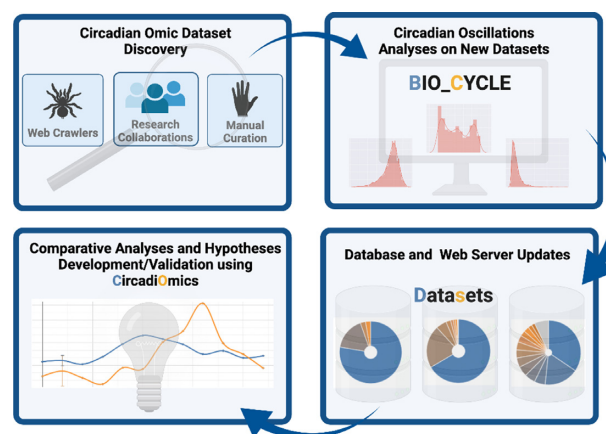 Circadian Omic Dataset
Discovery
Web Crawlers
Research
Collaborations
Manual
Curation
Circadian Oscillations
Analyses on New Datasets
BIO_CYCLE
Comparative Analyses and Hypotheses
Development/Validation using
CircadiOmics
Database and Web Server Updates
Datasets